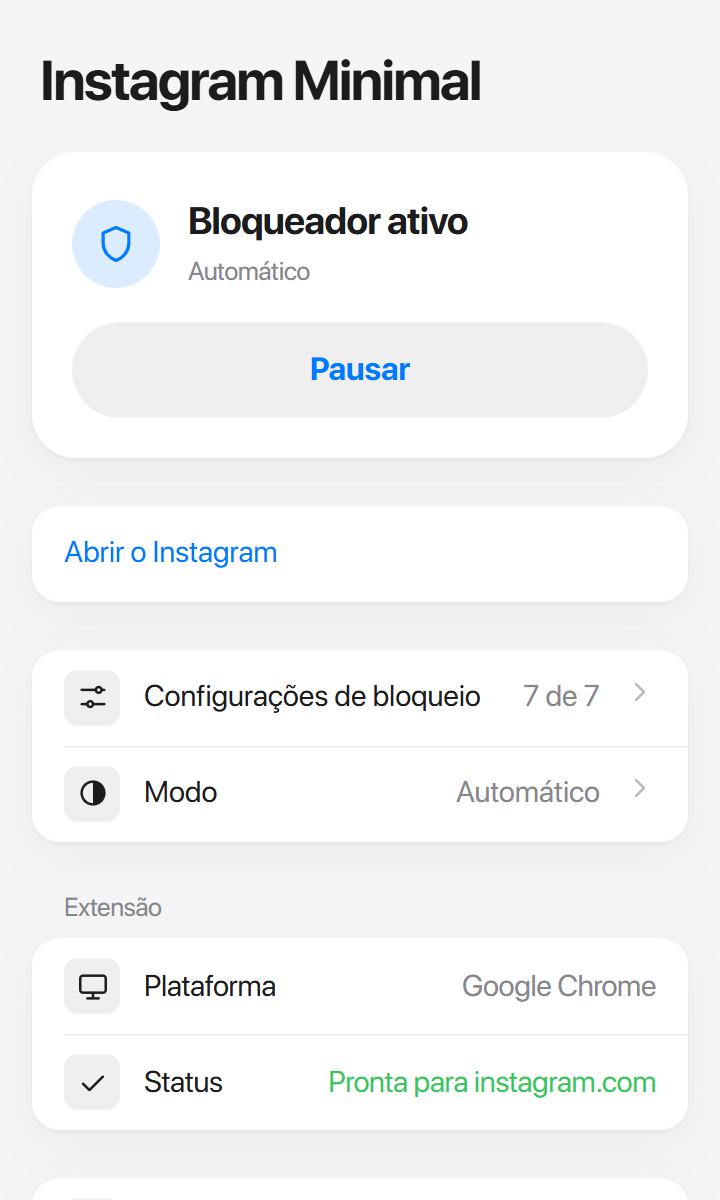 Instagram Minimal
Bloqueador ativo
Automático
Pausar
Abrir o Instagram
Configurações de bloqueio 7 de 7
Modo Automático
Extensão
Plataforma Google Chrome
Status Pronta para instagram.com